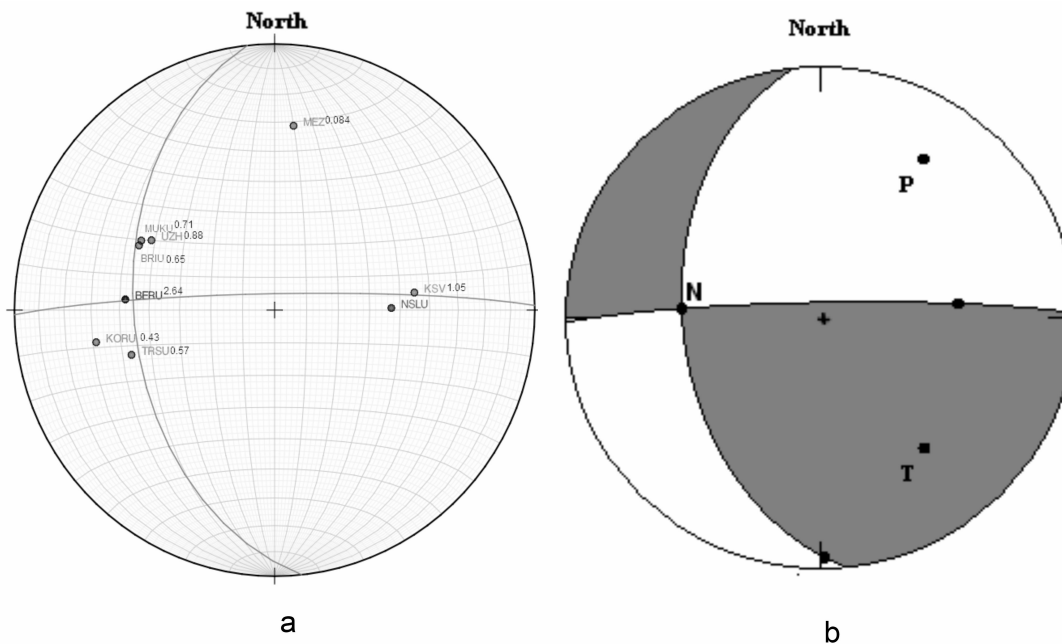 North
MEZ 0.084
MUKU 0.71
UZH 0.88
BRIU 0.65
BERU 2.64
KSV 1.05
NSLU
KORU 0.43
TRSU 0.57
a
North
P
N
T
b